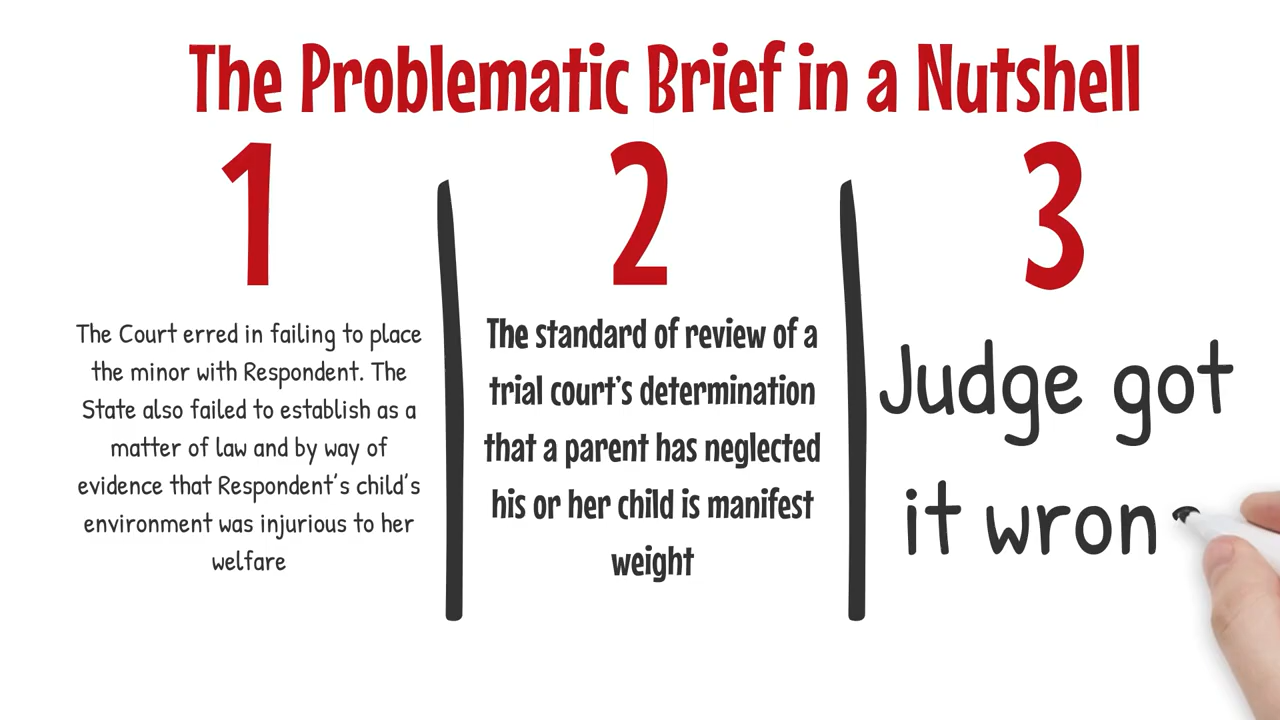 The Problematic Brief in a Nutshell
1
The Court erred in failing to place
the minor with Respondent. The
State also failed to establish as a
matter of law and by way of
evidence that Respondent's child's
environment was injurious to her
welfare
2
The standard of review of a
trial court's determination
that a parent has neglected
his or her child is manifest
weight
3
Judge got
it wron